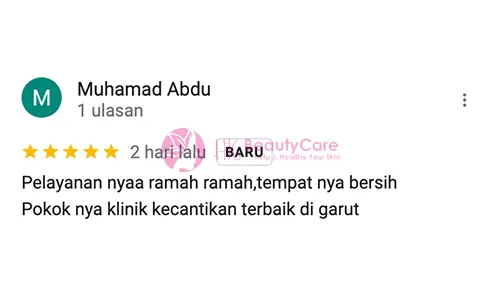 M
Muhamad Abdu
1 ulasan
2 hari lalu BARU
BeautyCare
Healthy Your Skin
Pelayanan nyaa ramah ramah,tempat nya bersih
Pokok nya klinik kecantikan terbaik di garut